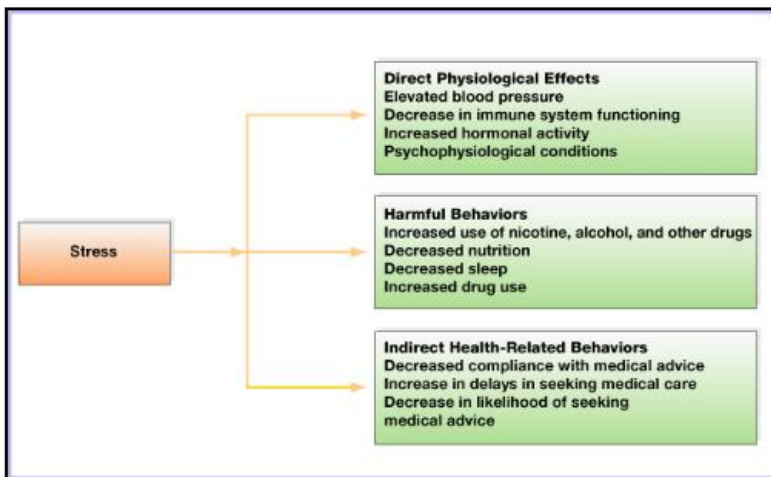 Stress
Direct Physiological Effects
Elevated blood pressure
Decrease in immune system functioning
Increased hormonal activity
Psychophysiological conditions
Harmful Behaviors
Increased use of nicotine, alcohol, and other drugs
Decreased nutrition
Decreased sleep
Increased drug use
Indirect Health-Related Behaviors
Decreased compliance with medical advice
Increase in delays in seeking medical care
Decrease in likelihood of seeking
medical advice